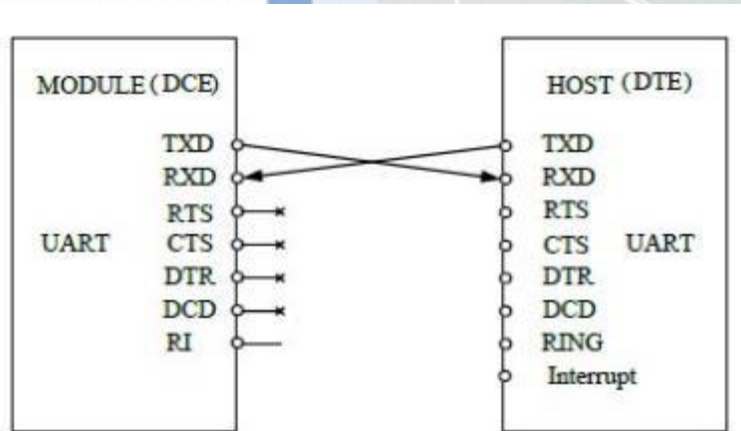 MODULE (DCE)
TXD
RXD
RTS
UART CTS
DTR
DCD
RI
HOST (DTE)
TXD
RXD
RTS
CTS UART
DTR
DCD
RING
Interrupt